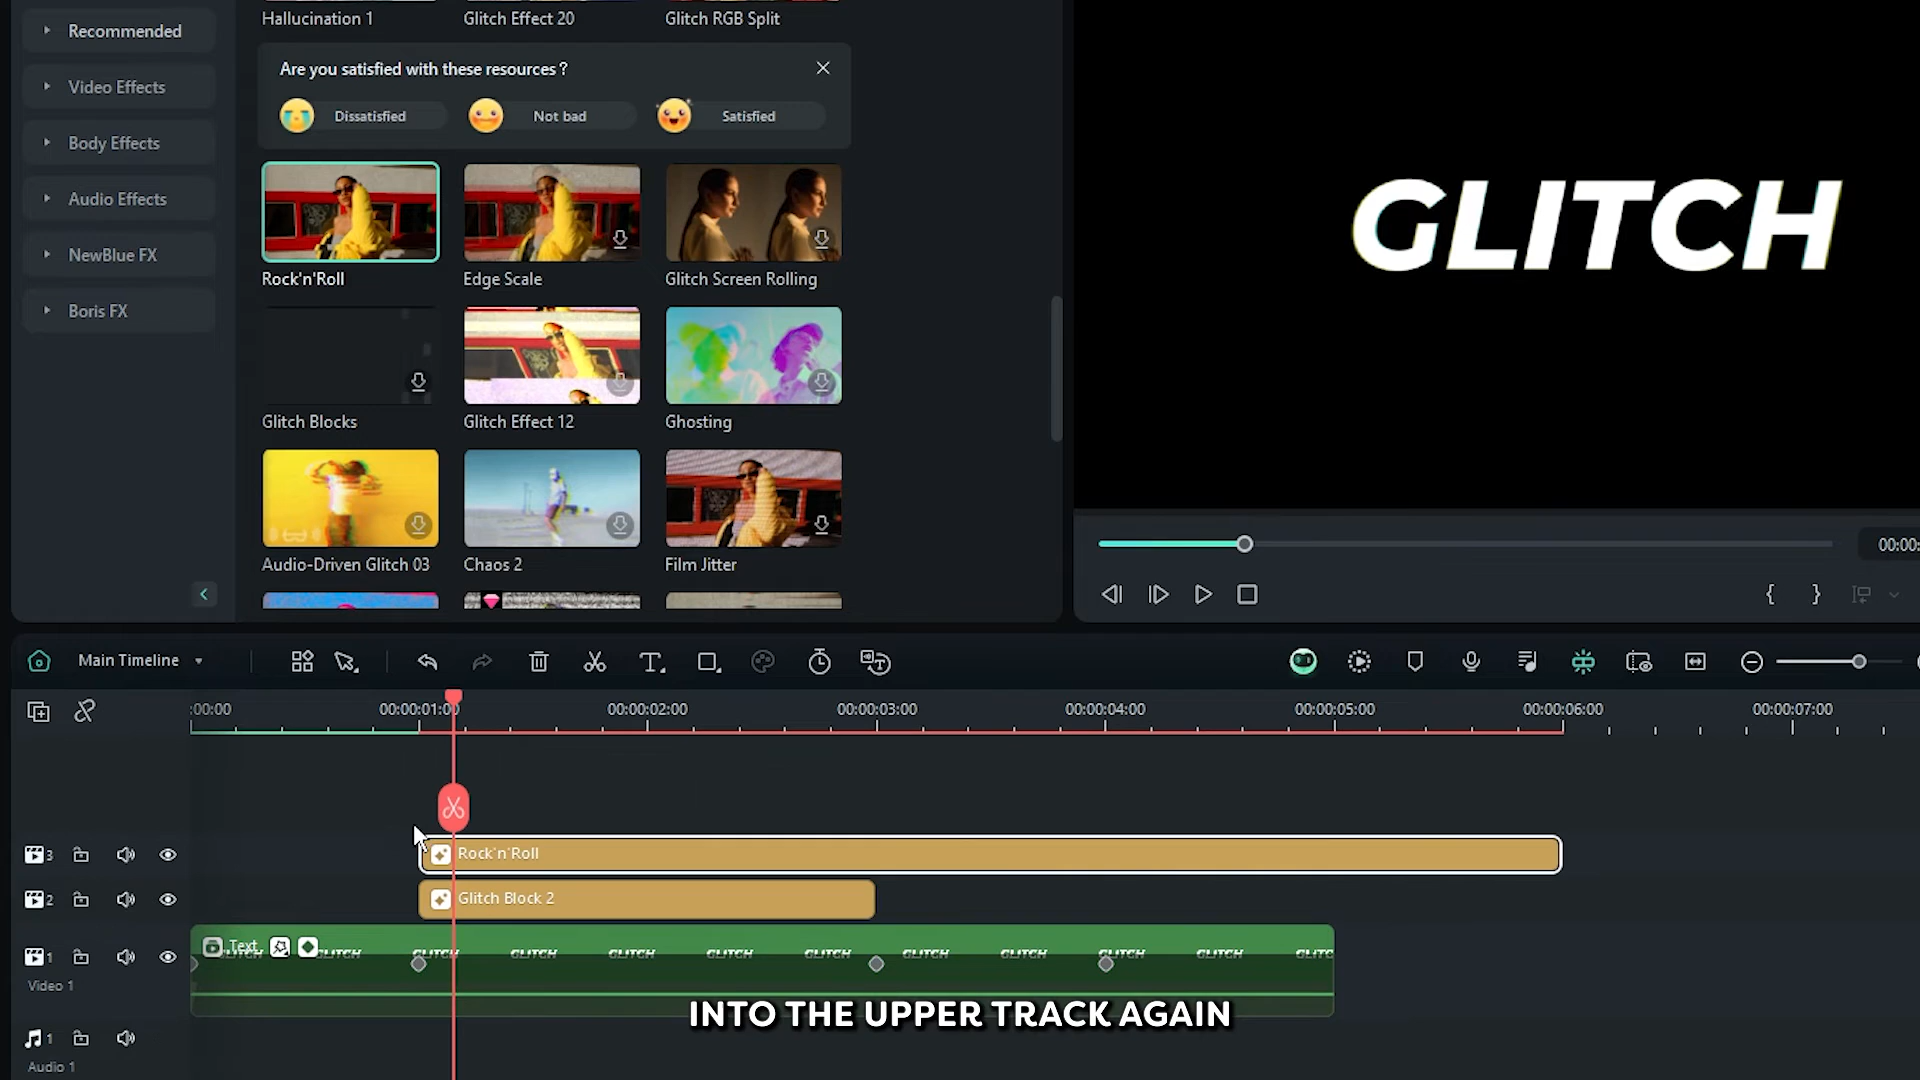 Hallucination 1
Glitch Effect 20
Glitch RGB Split
Recommended
Video Effects
Body Effects
Audio Effects
NewBlue FX
Boris FX
Are you satisfied with these resources ?
Dissatisfied
Not bad
Satisfied
Rock'n'Roll
Edge Scale
Glitch Screen Rolling
Glitch Blocks
Glitch Effect 12
Ghosting
Audio-Driven Glitch 03
Chaos 2
Film Jitter
GLITCH
00:00:
Main Timeline
:00:00
00:00:01:00
00:00:02:00
00:00:03:00
00:00:04:00
00:00:05:00
00:00:06:00
00:00:07:00
3
Rock'n'Roll
2
Glitch Block 2
Text
GLITCH GLITCH GLITCH GLITCH GLITCH GLITCH GLITCH GLITCH GLITCH GLITCH GLITCH GLITC
1
Video 1
INTO THE UPPER TRACK AGAIN
1
Audio 1